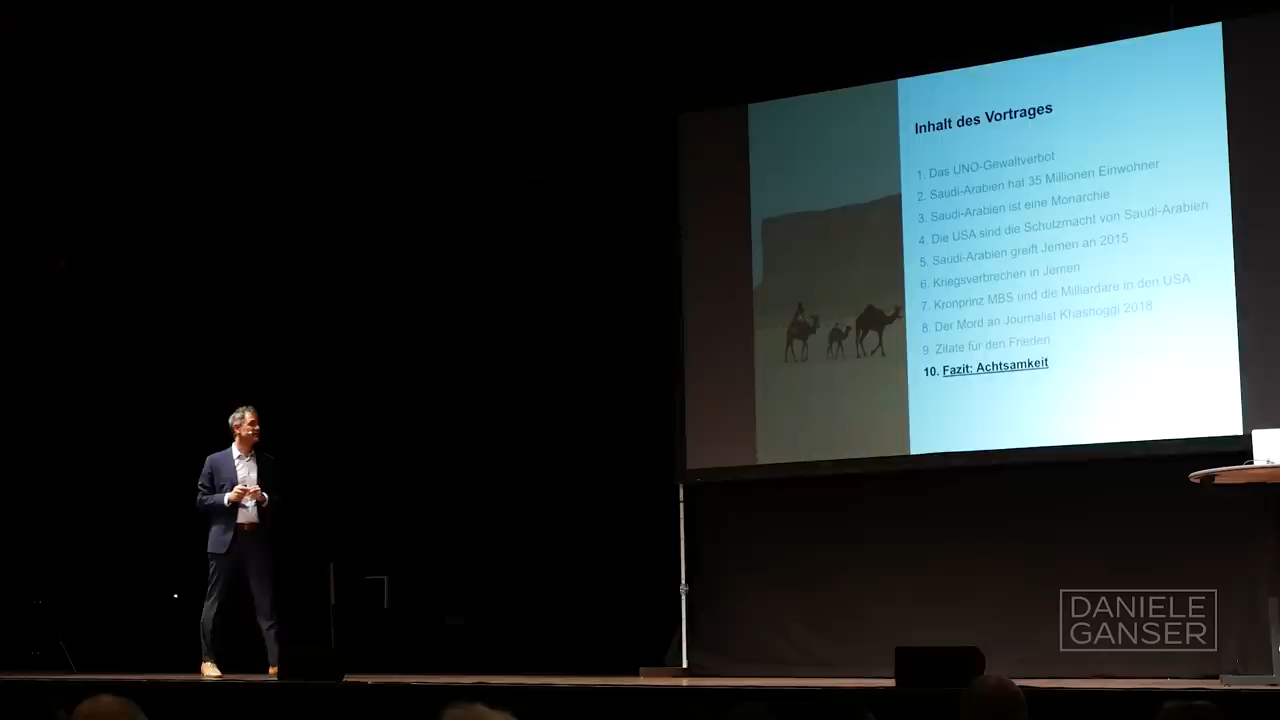 Inhalt des Vortrages
1. Das UNO-Gewaltverbot
2. Saudi-Arabien hat 35 Millionen Einwohner
3. Saudi-Arabien ist eine Monarchie
4. Die USA sind die Schutzmacht von Saudi-Arabien
5. Saudi-Arabien greift Jemen an 2015
6. Kriegsverbrechen in Jemen
7. Kronprinz MBS und die Milliardäre in den USA
8. Der Mord an Journalist Khashoggi 2018
9. Zitate für den Frieden
10. Fazit: Achtsamkeit
DANIELE
GANSER